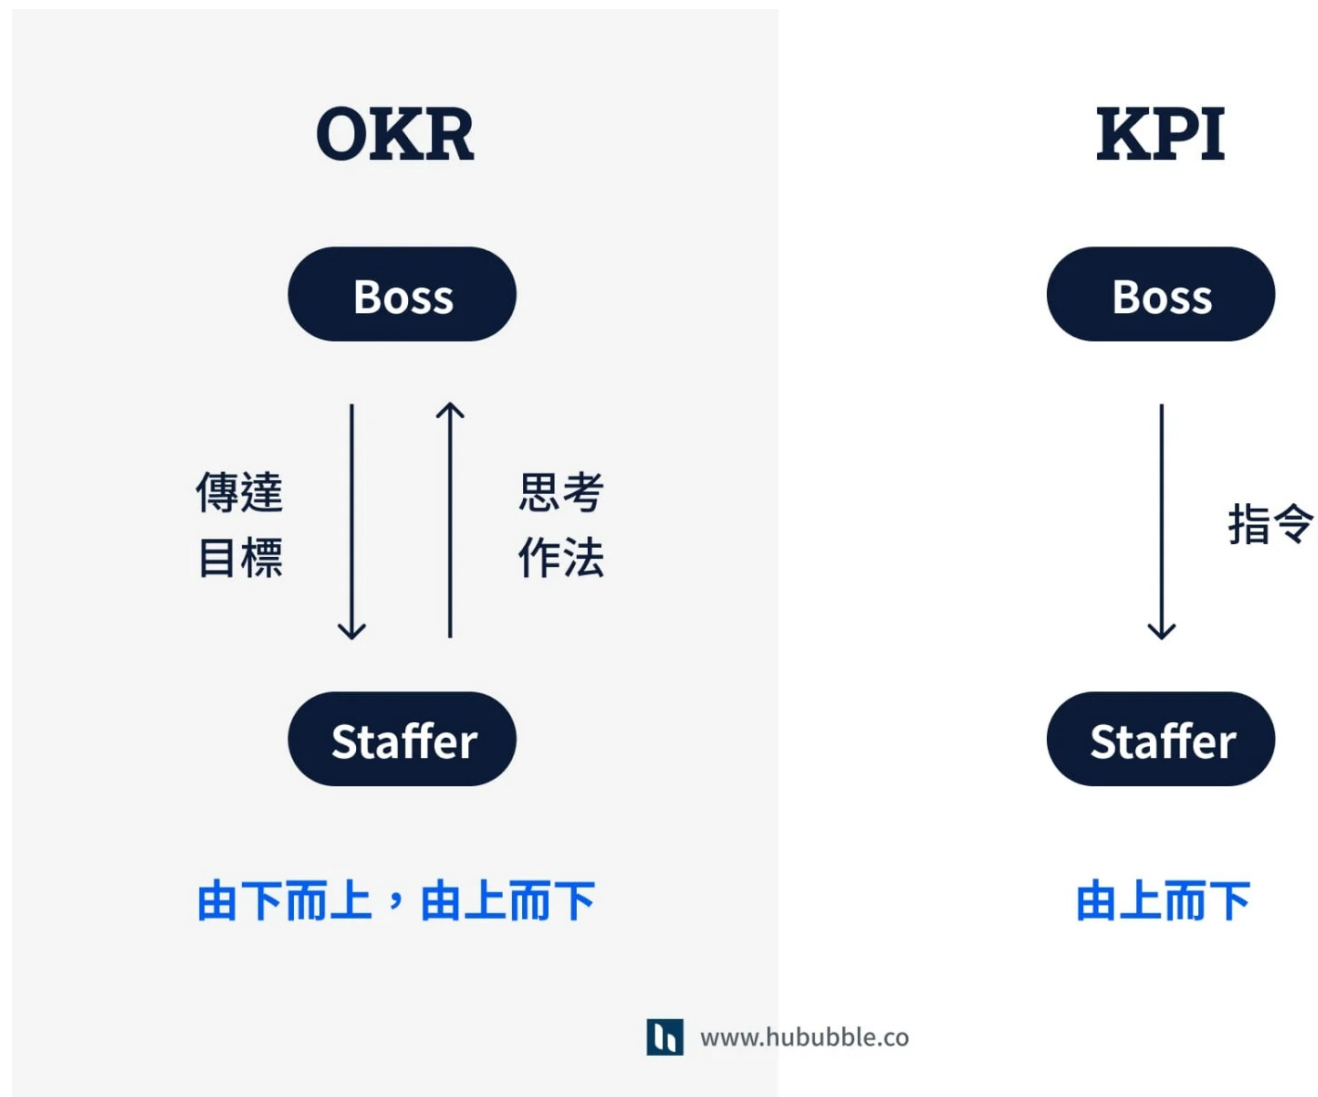 OKR
Boss
傳達
目標
思考
作法
Staffer
由下而上，由上而下
KPI
Boss
指令
Staffer
由上而下
www.hububble.co